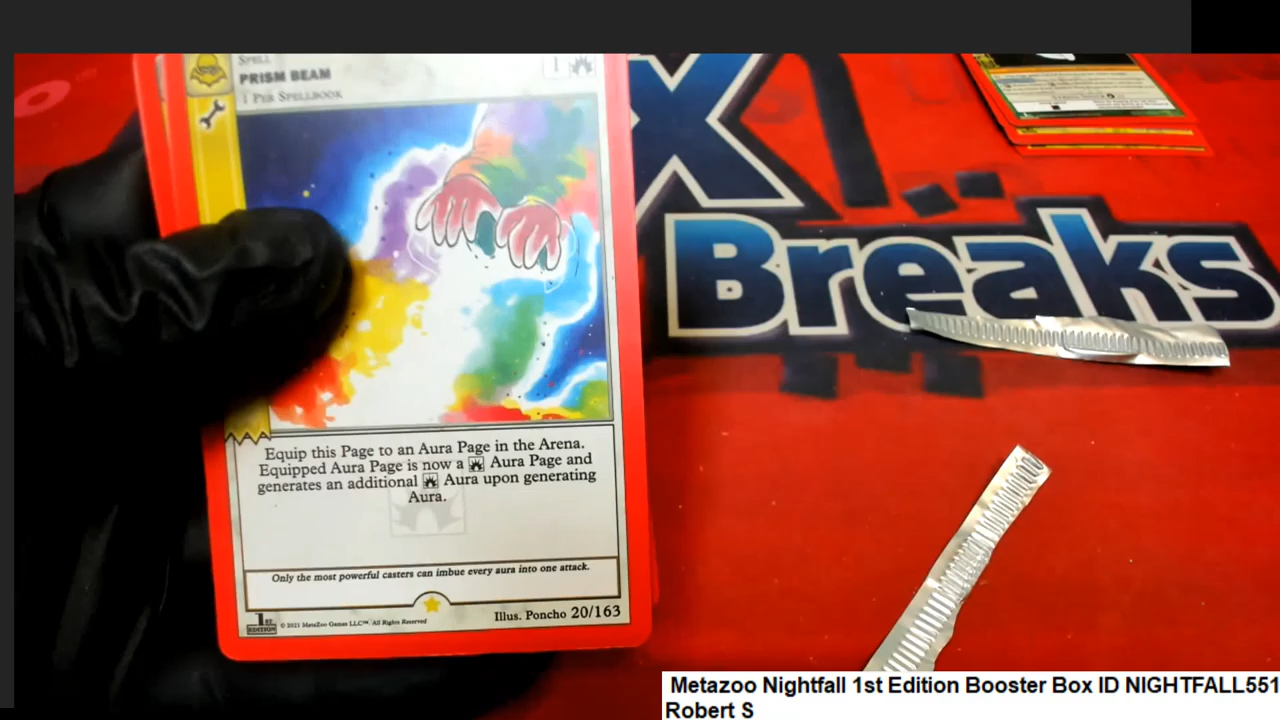 SPELL
PRISM BEAM
1 PER SPELLBOOK
1
Equip this Page to an Aura Page in the Arena.
Equipped Aura Page is now a Aura Page and
generates an additional Aura upon generating
Aura.
Only the most powerful casters can imbue every aura into one attack.
1ST EDITION
© 2021 MetaZoo Games LLC™. All Rights Reserved
Illus. Poncho 20/163
X
Breaks
Metazoo Nightfall 1st Edition Booster Box ID NIGHTFALL551
Robert S